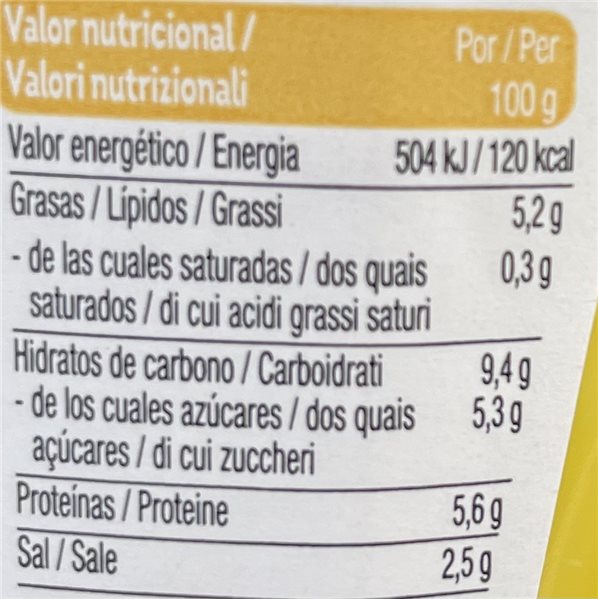 Valor nutricional / Por / Per
Valori nutrizionali 100 g
Valor energético / Energia 504 kJ / 120 kcal
Grasas / Lípidos / Grassi 5,2 g
- de las cuales saturadas / dos quais 0,3 g
saturados / di cui acidi grassi saturi
Hidratos de carbono / Carboidrati 9,4 g
- de los cuales azúcares / dos quais 5,3 g
açúcares / di cui zuccheri
Proteínas / Proteine 5,6 g
Sal / Sale 2,5 g